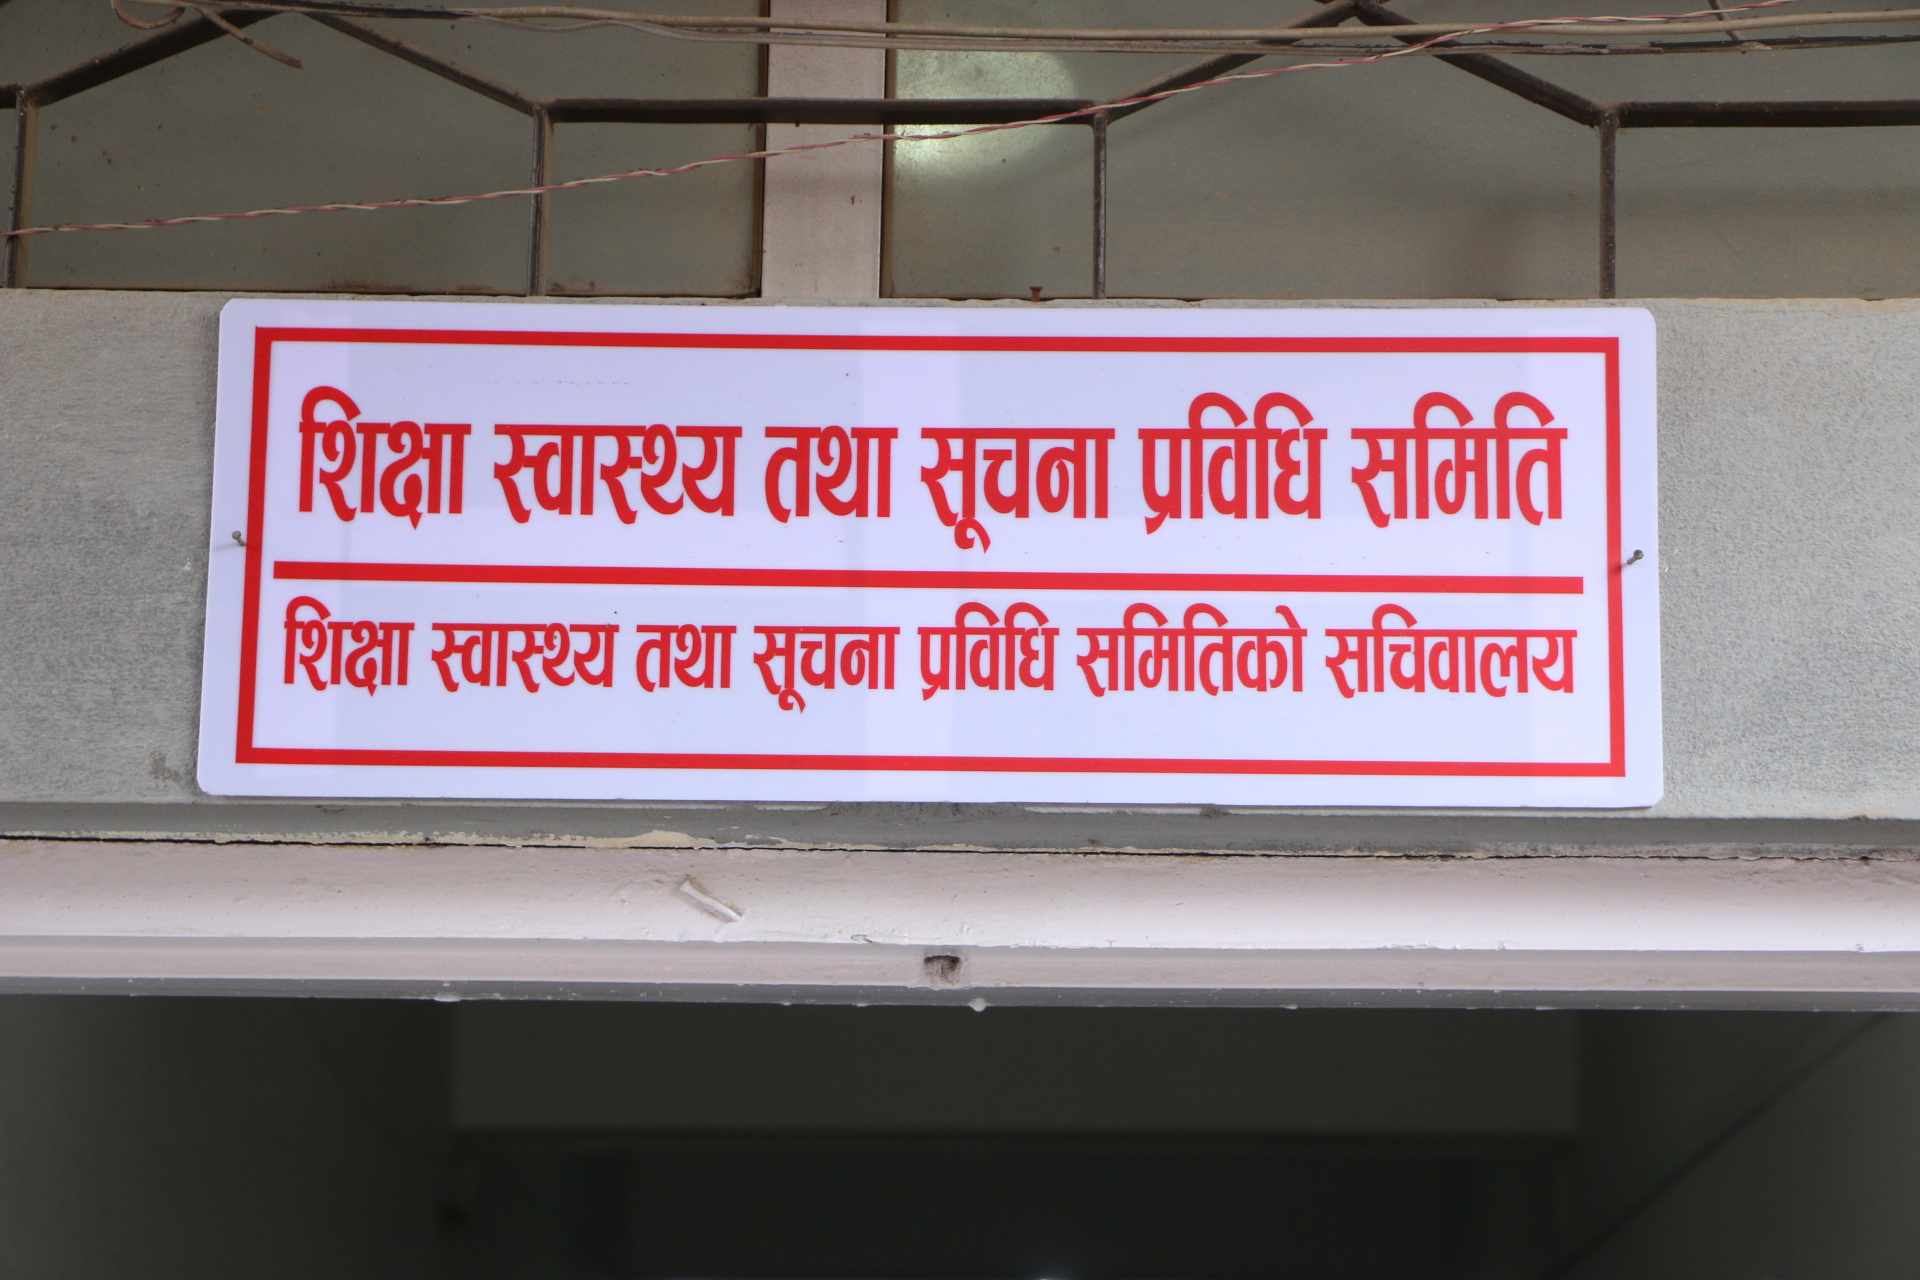 शिक्षा स्वास्थ्य तथा सूचना प्रविधि समिति
शिक्षा स्वास्थ्य तथा सूचना प्रविधि समितिको सचिवालय